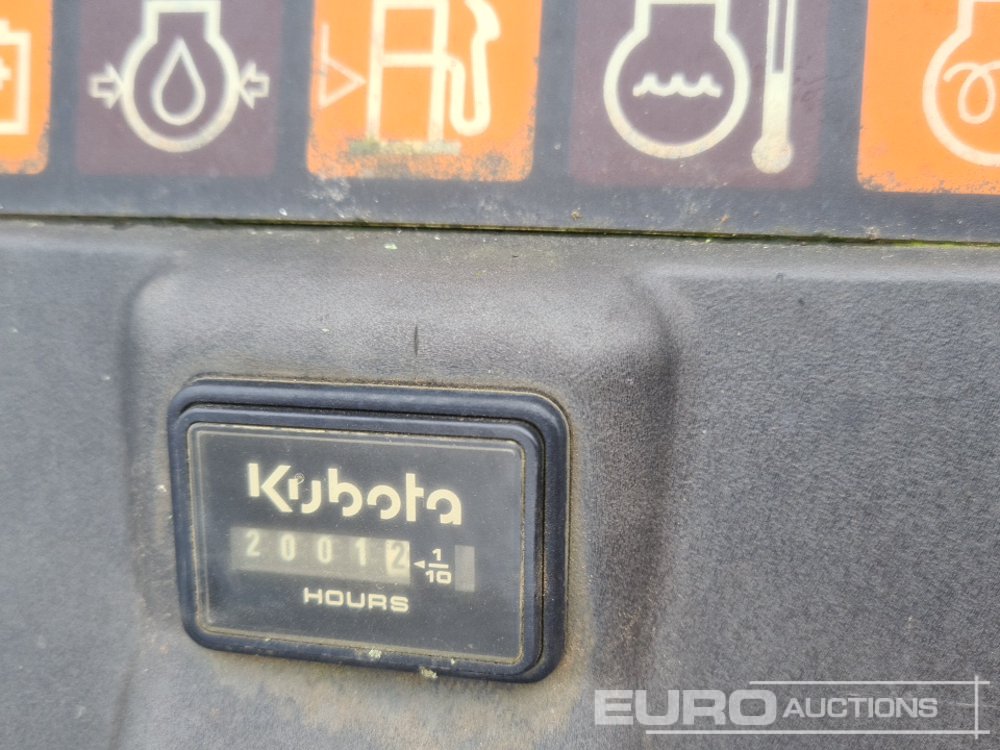 Kubota
20012 1/10
HOURS
EURO AUCTIONS